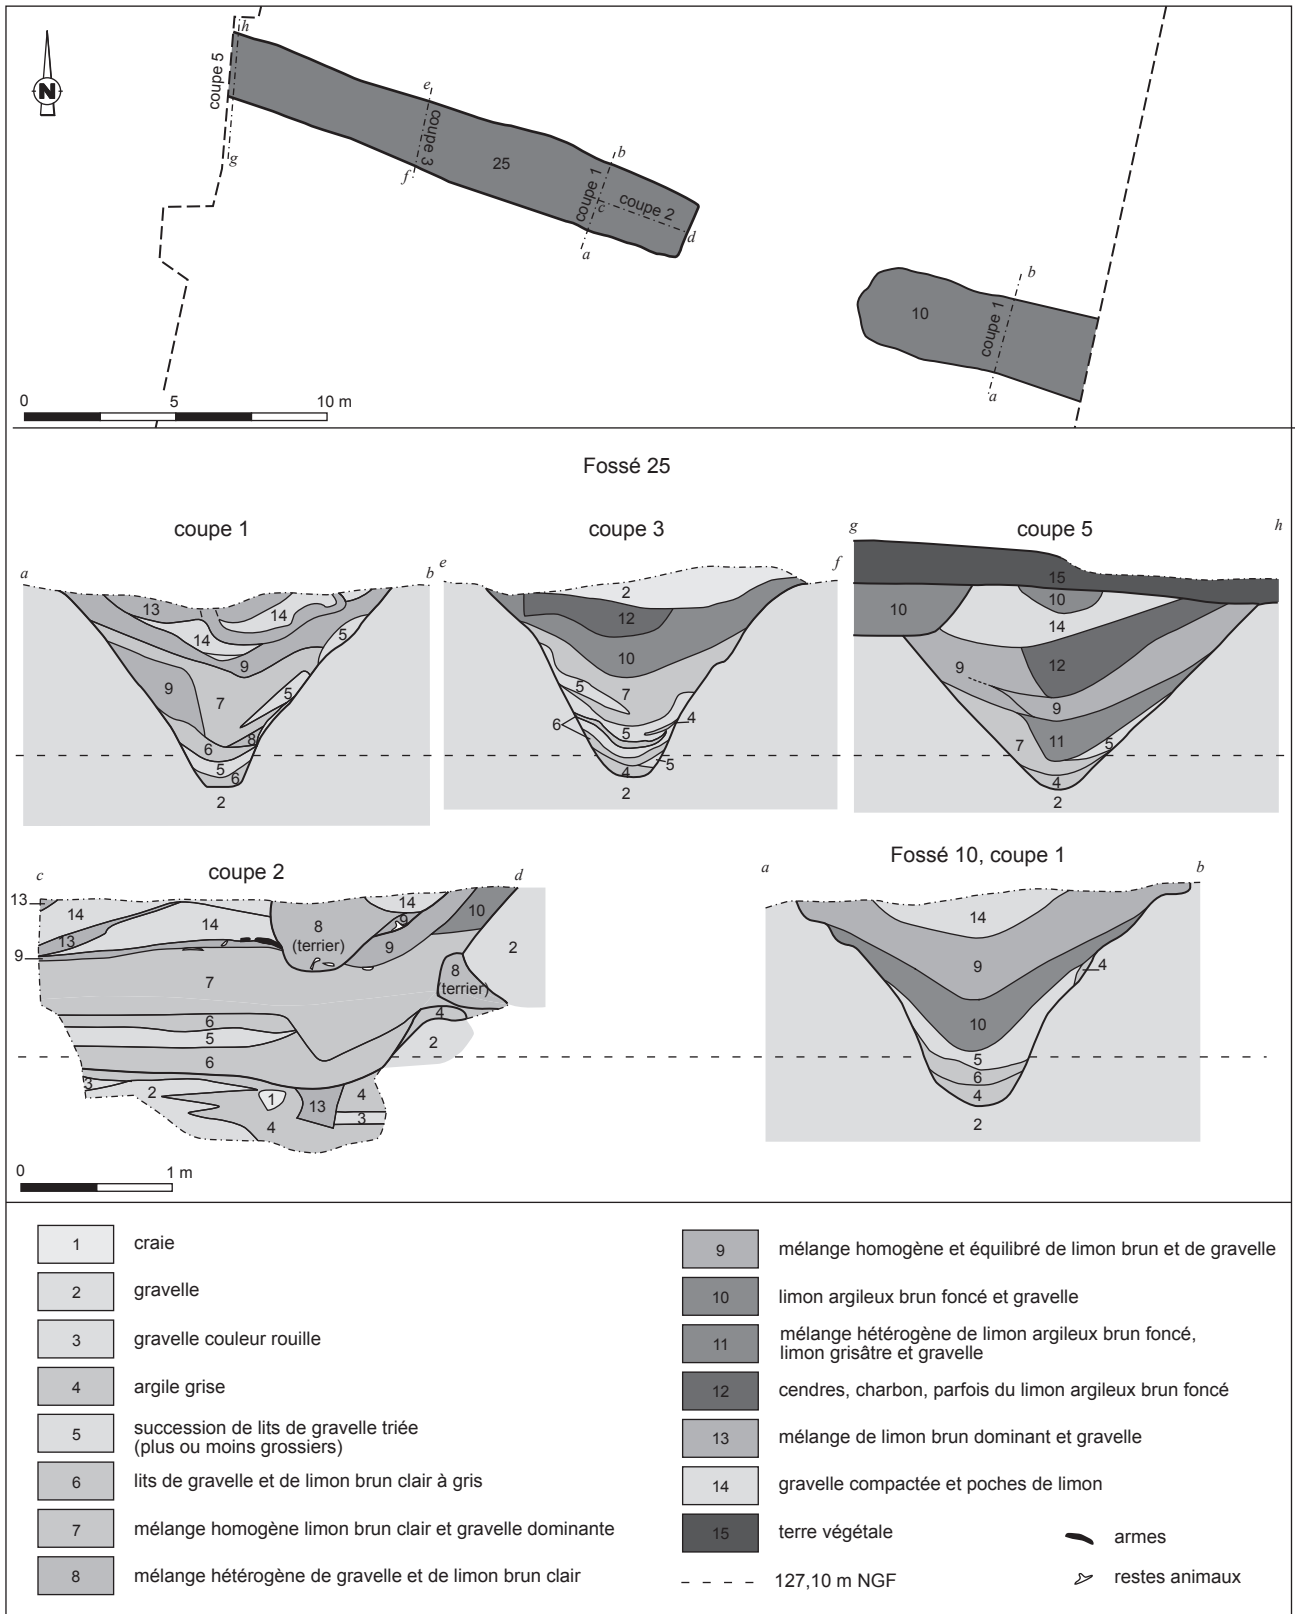 N
h
coupe 5
g
e
coupe 3
f
25
b
coupe 1
c
coupe 2
a
d
b
10
coupe 1
a
0 5 10 m
Fossé 25
coupe 1
coupe 3
coupe 5
a
b
e
f
g
h
13
14
14
5
9
9
7
5
6
8
5
6
2
2
12
10
5
7
6
4
5
5
4
2
15
10
10
14
12
9
9
11
7
5
4
2
coupe 2
Fossé 10, coupe 1
c
d
a
b
13
14
13
9
14
8
(terrier)
14
9
9
10
2
7
8
(terrier)
6
5
6
4
2
3
2
1
13
4
3
4
14
9
4
10
5
6
4
2
0 1 m
1 craie
2 gravelle
3 gravelle couleur rouille
4 argile grise
5 succession de lits de gravelle triée
(plus ou moins grossiers)
6 lits de gravelle et de limon brun clair à gris
7 mélange homogène limon brun clair et gravelle dominante
8 mélange hétérogène de gravelle et de limon brun clair
9 mélange homogène et équilibré de limon brun et de gravelle
10 limon argileux brun foncé et gravelle
11 mélange hétérogène de limon argileux brun foncé,
limon grisâtre et gravelle
12 cendres, charbon, parfois du limon argileux brun foncé
13 mélange de limon brun dominant et gravelle
14 gravelle compactée et poches de limon
15 terre végétale
127,10 m NGF
armes
restes animaux